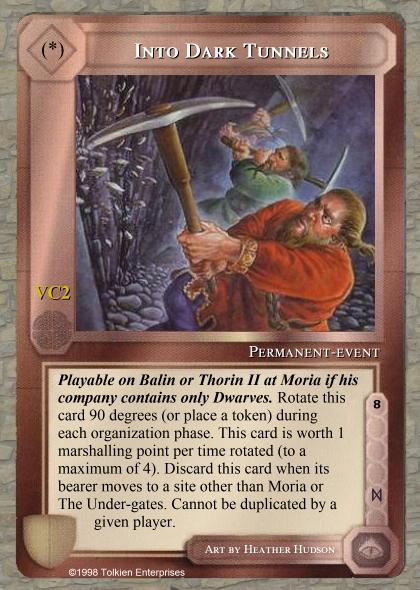 (*)
Into Dark Tunnels
VC2
Permanent-event
Playable on Balin or Thorin II at Moria if his
company contains only Dwarves. Rotate this
card 90 degrees (or place a token) during
each organization phase. This card is worth 1
marshalling point per time rotated (to a
maximum of 4). Discard this card when its
bearer moves to a site other than Moria or
The Under-gates. Cannot be duplicated by a
given player.
8
Art by Heather Hudson
©1998 Tolkien Enterprises